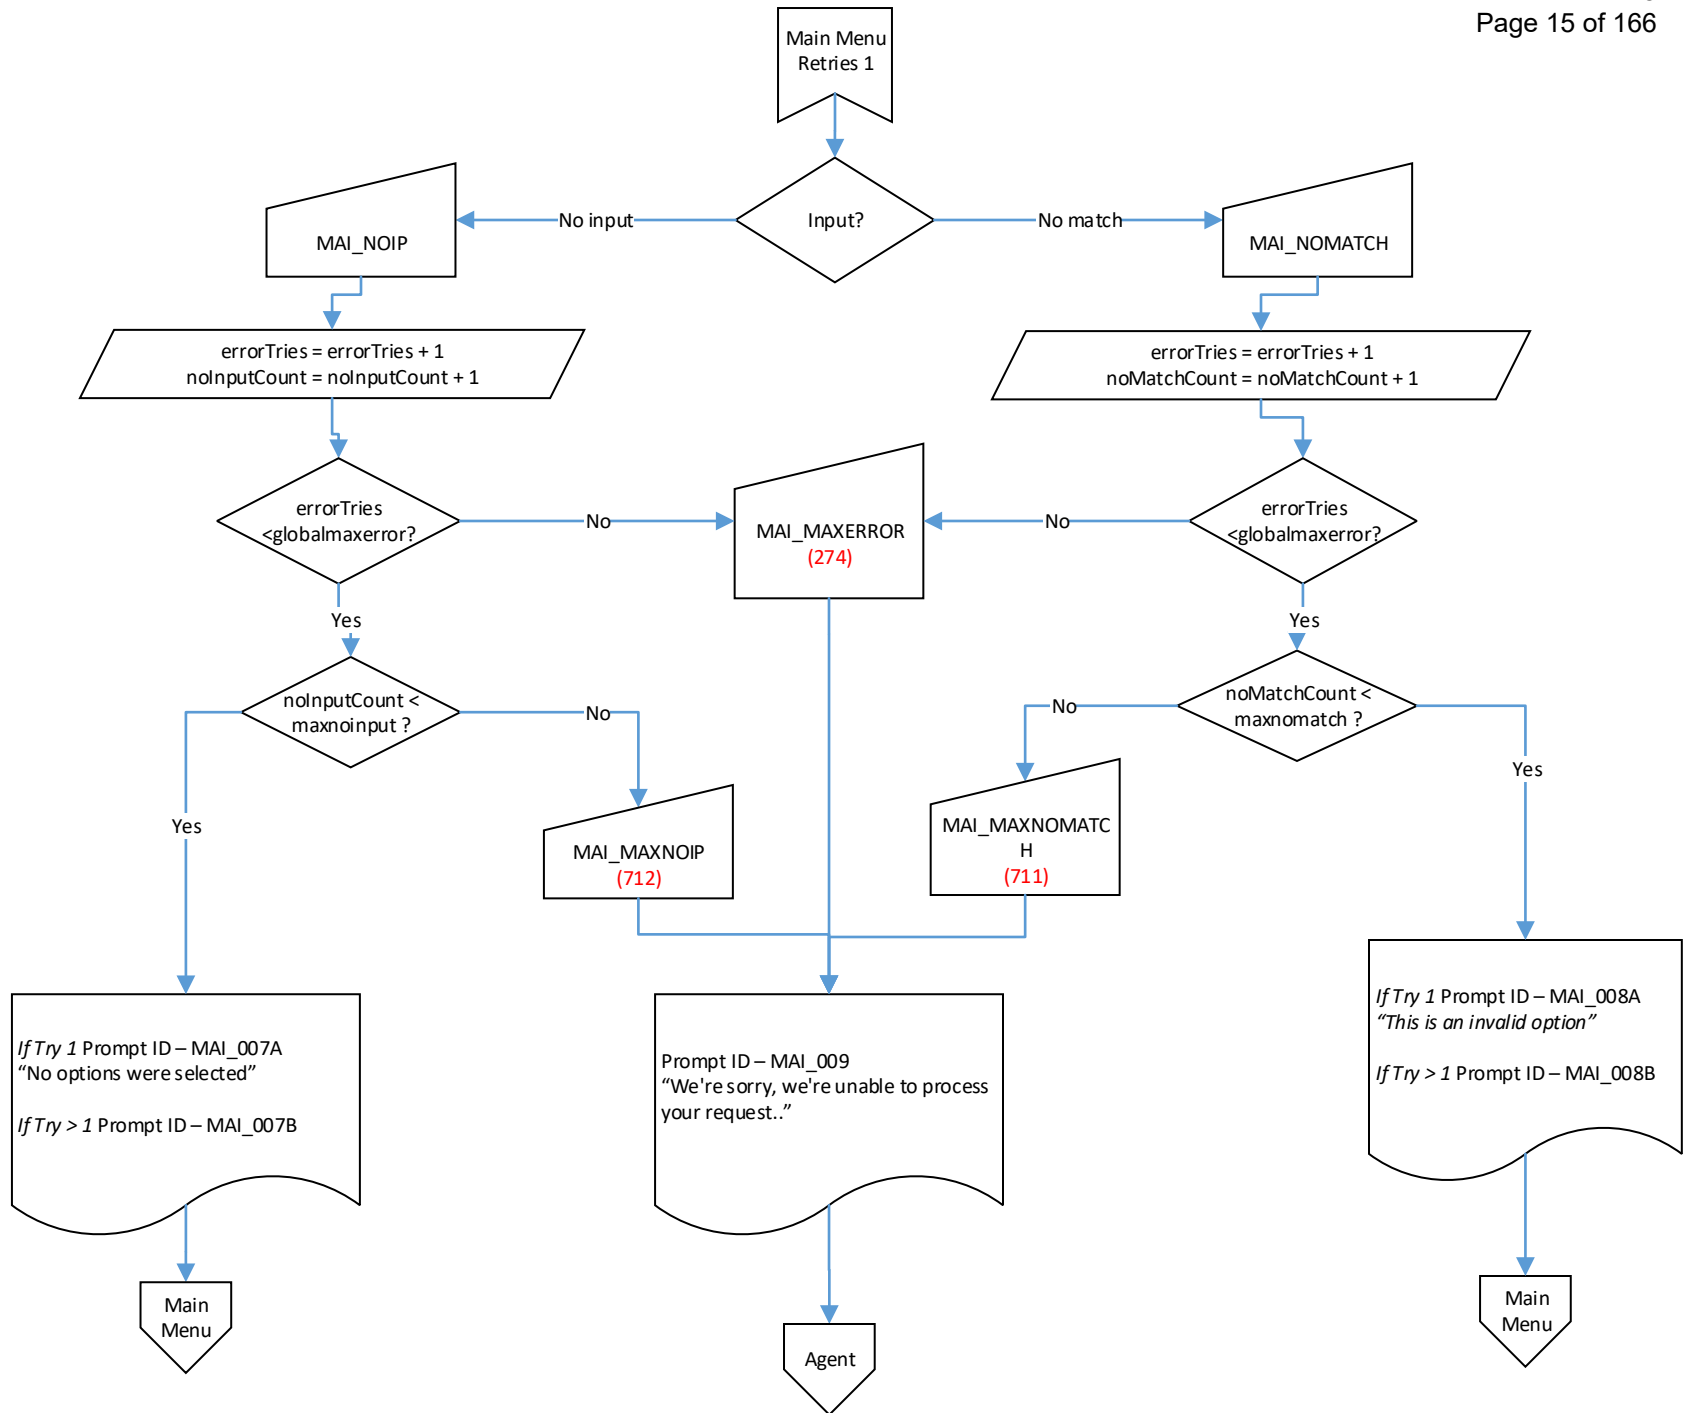 Page 15 of 166
Main Menu
Retries 1
Input?
No input
No match
MAI_NOIP
MAI_NOMATCH
errorTries = errorTries + 1
noInputCount = noInputCount + 1
errorTries = errorTries + 1
noMatchCount = noMatchCount + 1
errorTries
<globalmaxerror?
No
MAI_MAXERROR
(274)
No
errorTries
<globalmaxerror?
Yes
Yes
noInputCount <
maxnoinput ?
No
No
noMatchCount <
maxnomatch ?
Yes
Yes
MAI_MAXNOIP
(712)
MAI_MAXNOMATC
H
(711)
If Try 1 Prompt ID – MAI_007A
“No options were selected”
If Try > 1 Prompt ID – MAI_007B
Prompt ID – MAI_009
“We're sorry, we're unable to process
your request..”
If Try 1 Prompt ID – MAI_008A
“This is an invalid option”
If Try > 1 Prompt ID – MAI_008B
Main
Menu
Agent
Main
Menu